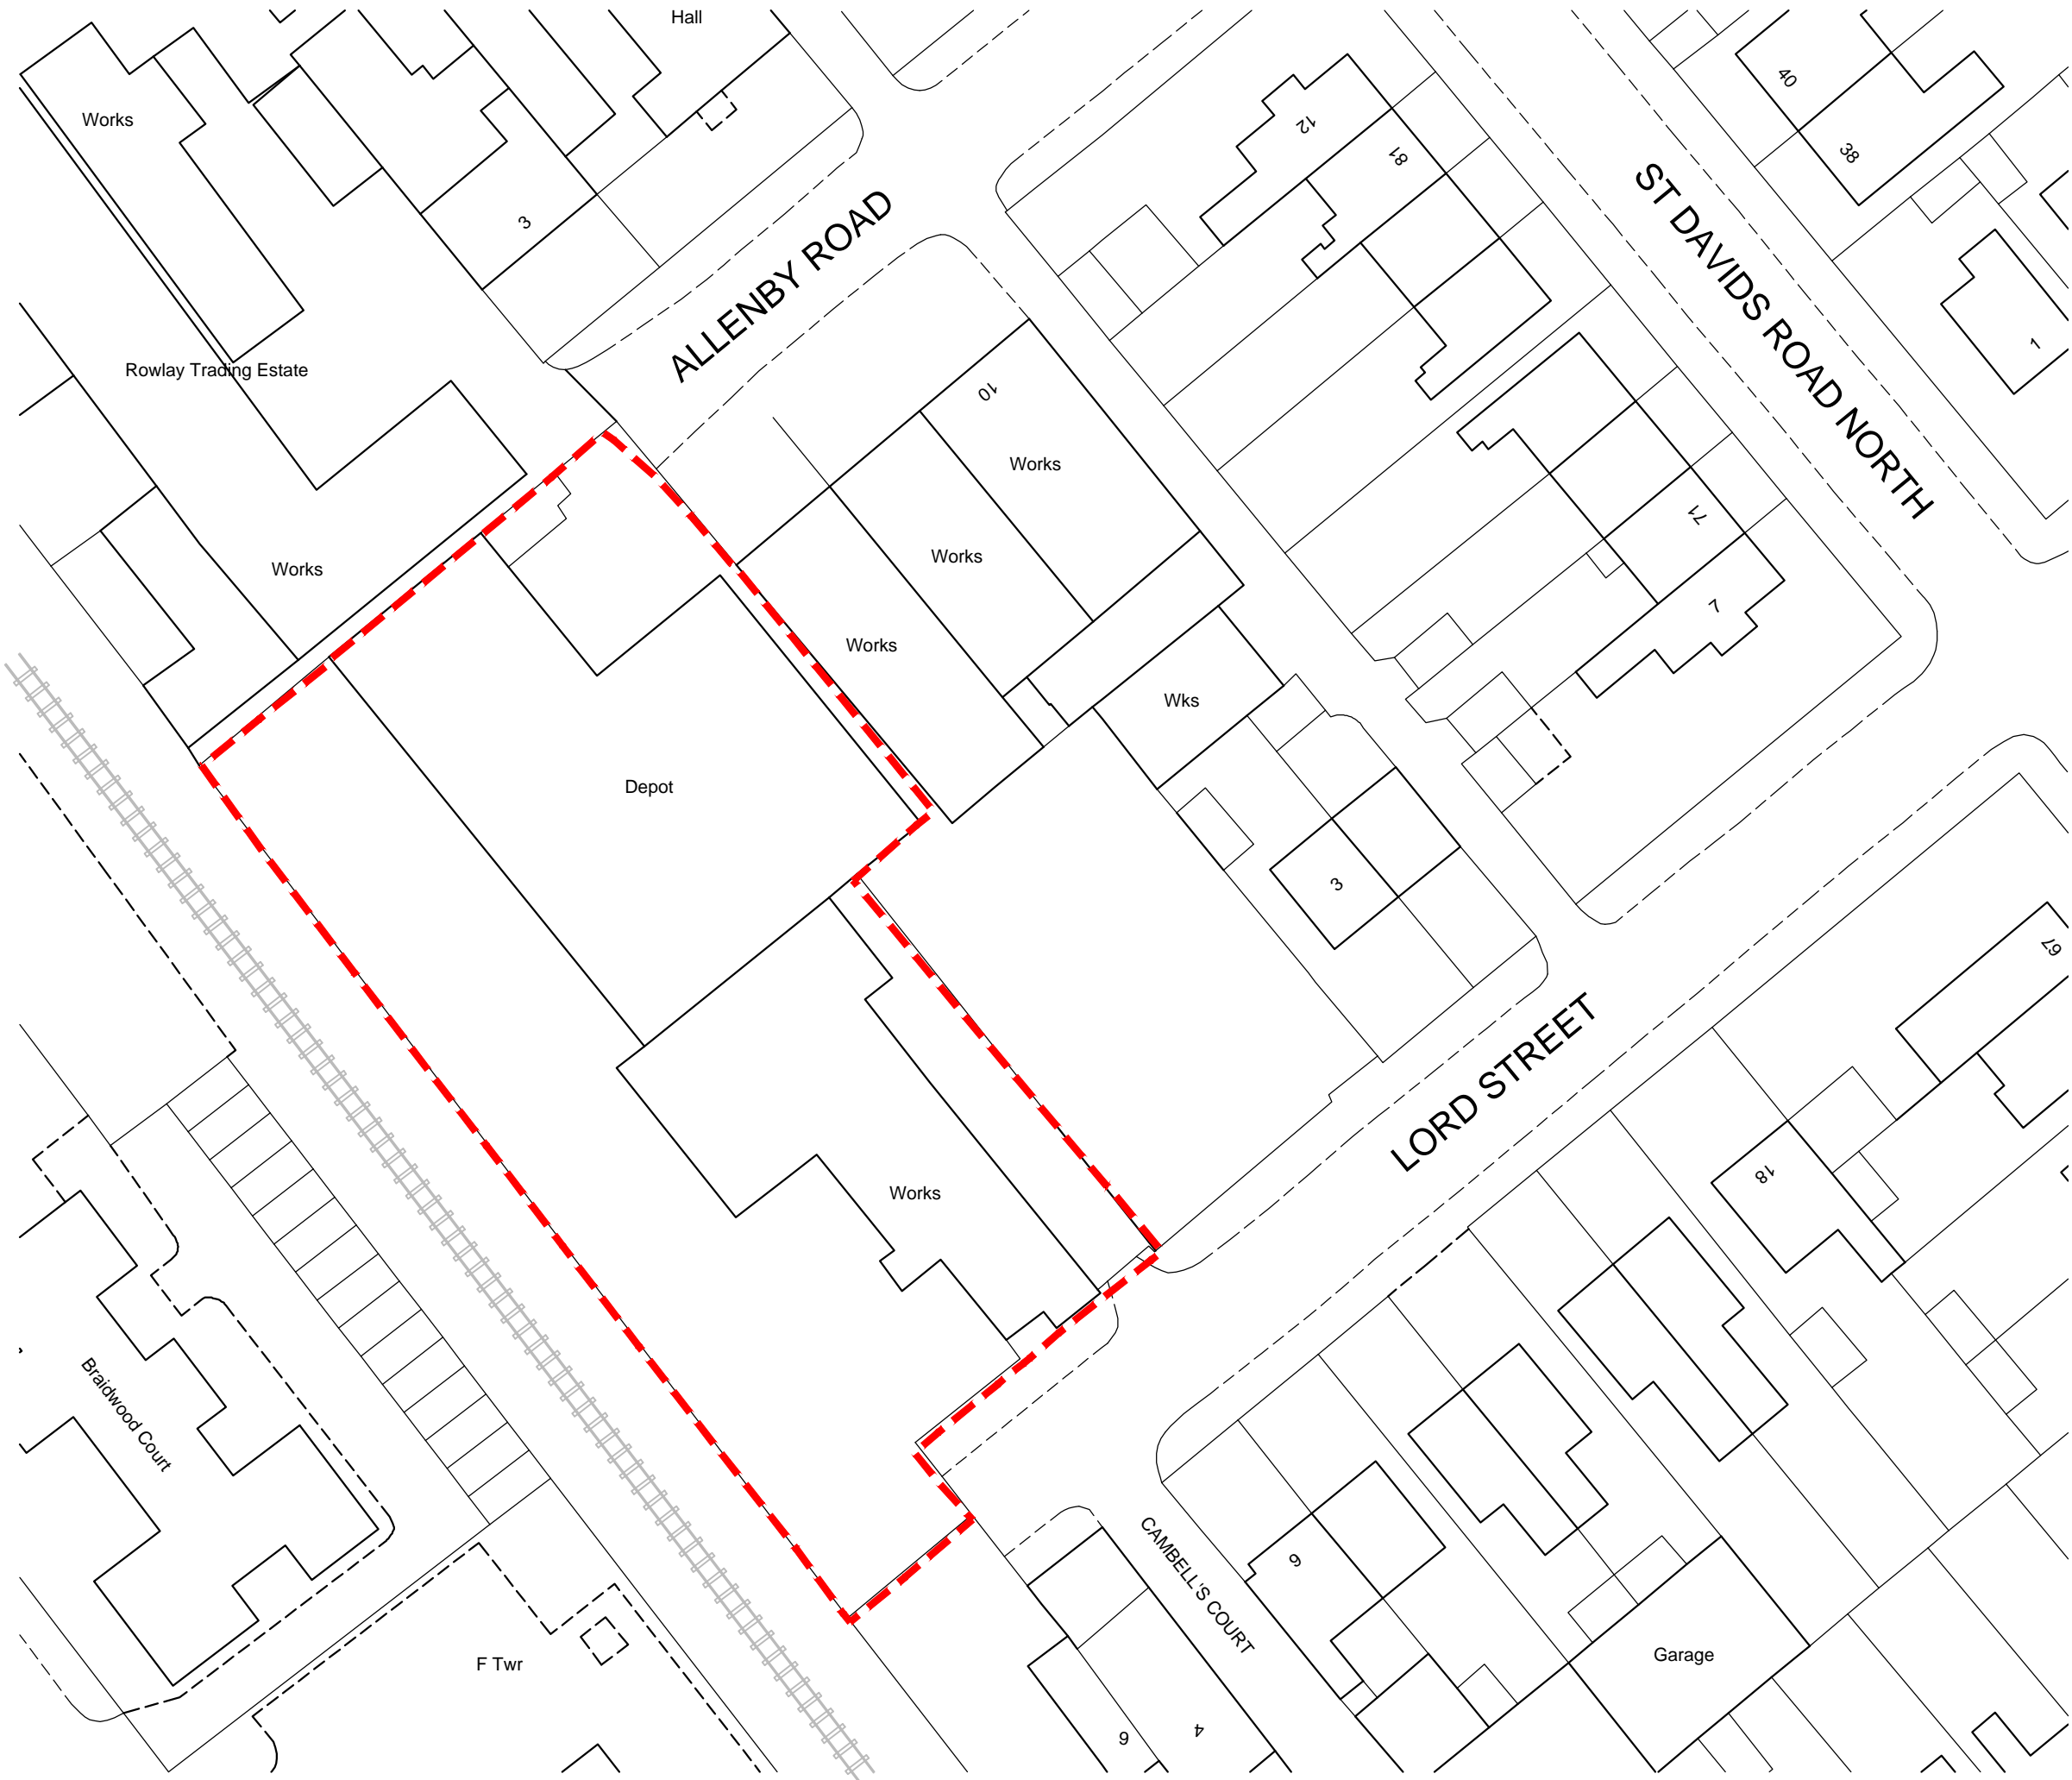 Hall
Works
40
12
81
38
3
ALLENBY ROAD
ST DAVIDS ROAD NORTH
1
Rowlay Trading Estate
10
Works
71
Works
Works
7
Works
Wks
Depot
3
67
LORD STREET
18
Works
Braidwood Court
CAMBELL'S COURT
9
F Twr
Garage
6
4